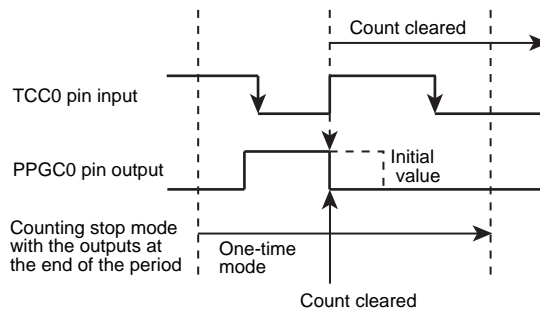 Count cleared
TCC0 pin input
PPGC0 pin output
Initial
value
Counting stop mode
with the outputs at
the end of the period
One-time
mode
Count cleared